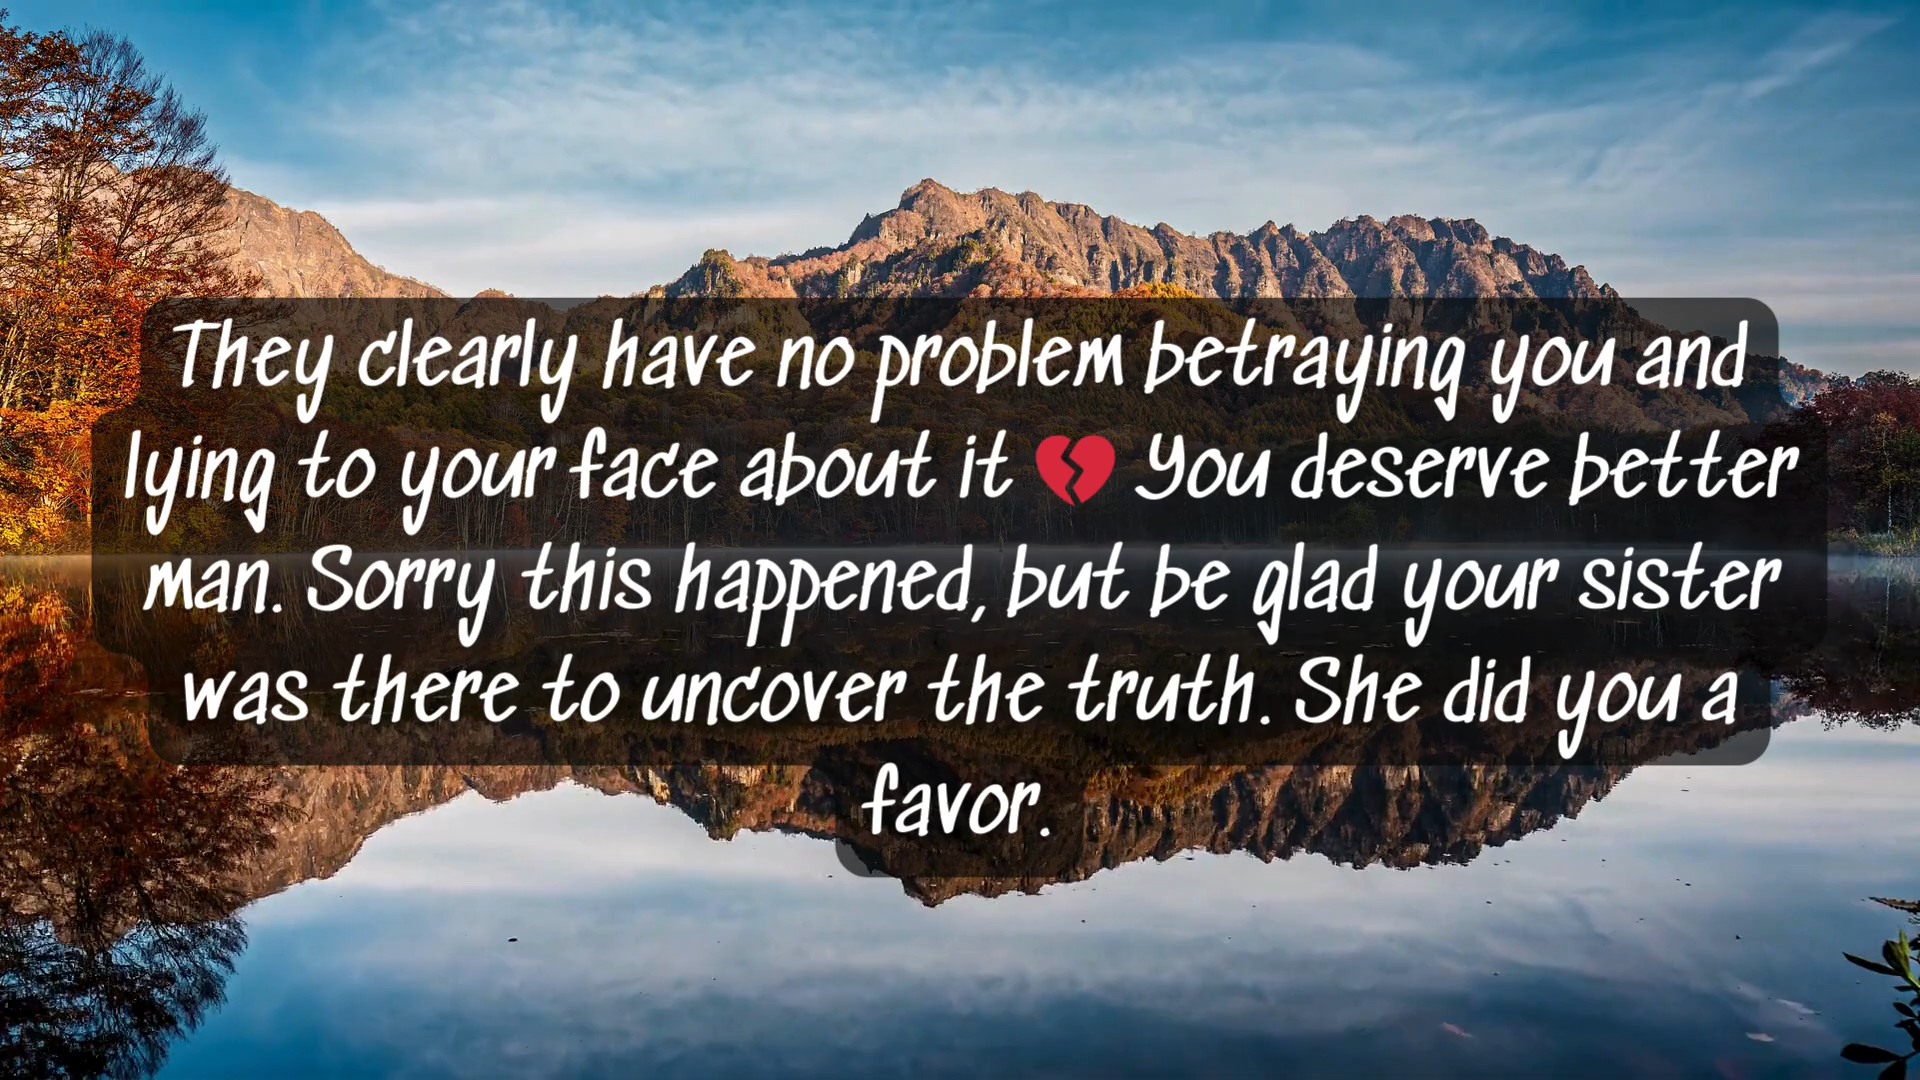 They clearly have no problem betraying you and
lying to your face about it 💔 You deserve better
man. Sorry this happened, but be glad your sister
was there to uncover the truth. She did you a
favor.